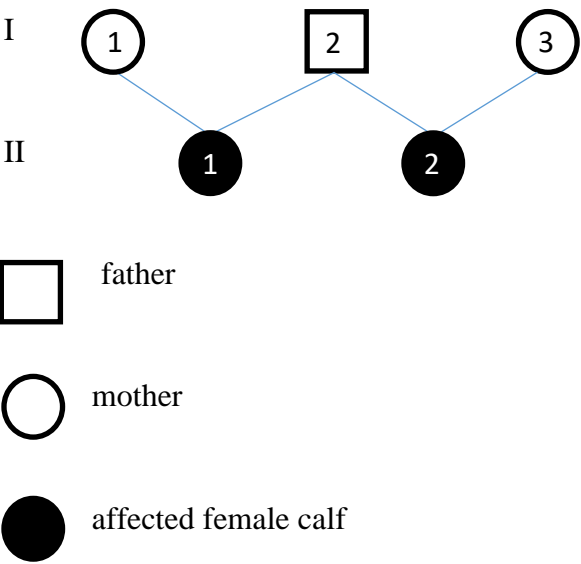 I
1 2 3
II
1 2
father
mother
affected female calf